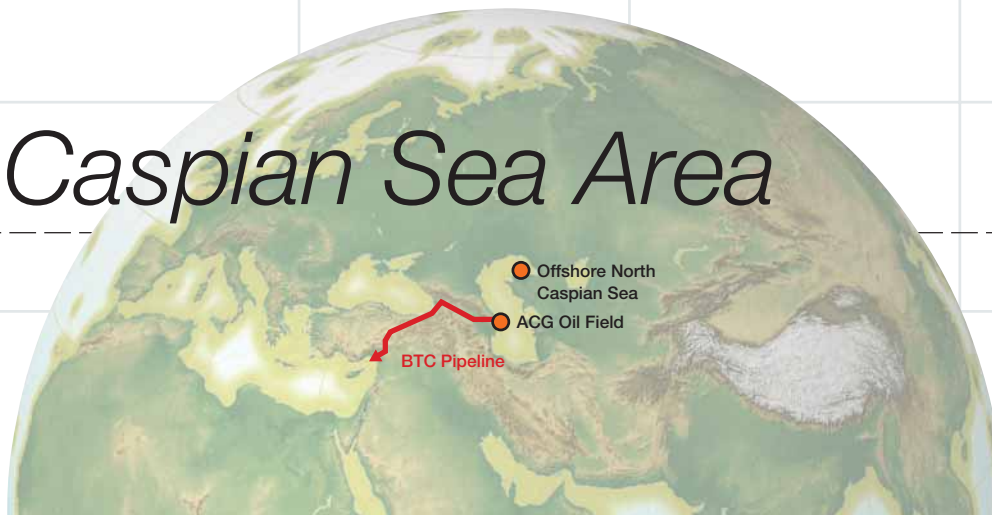 Caspian Sea Area
Offshore North
Caspian Sea
ACG Oil Field
BTC Pipeline